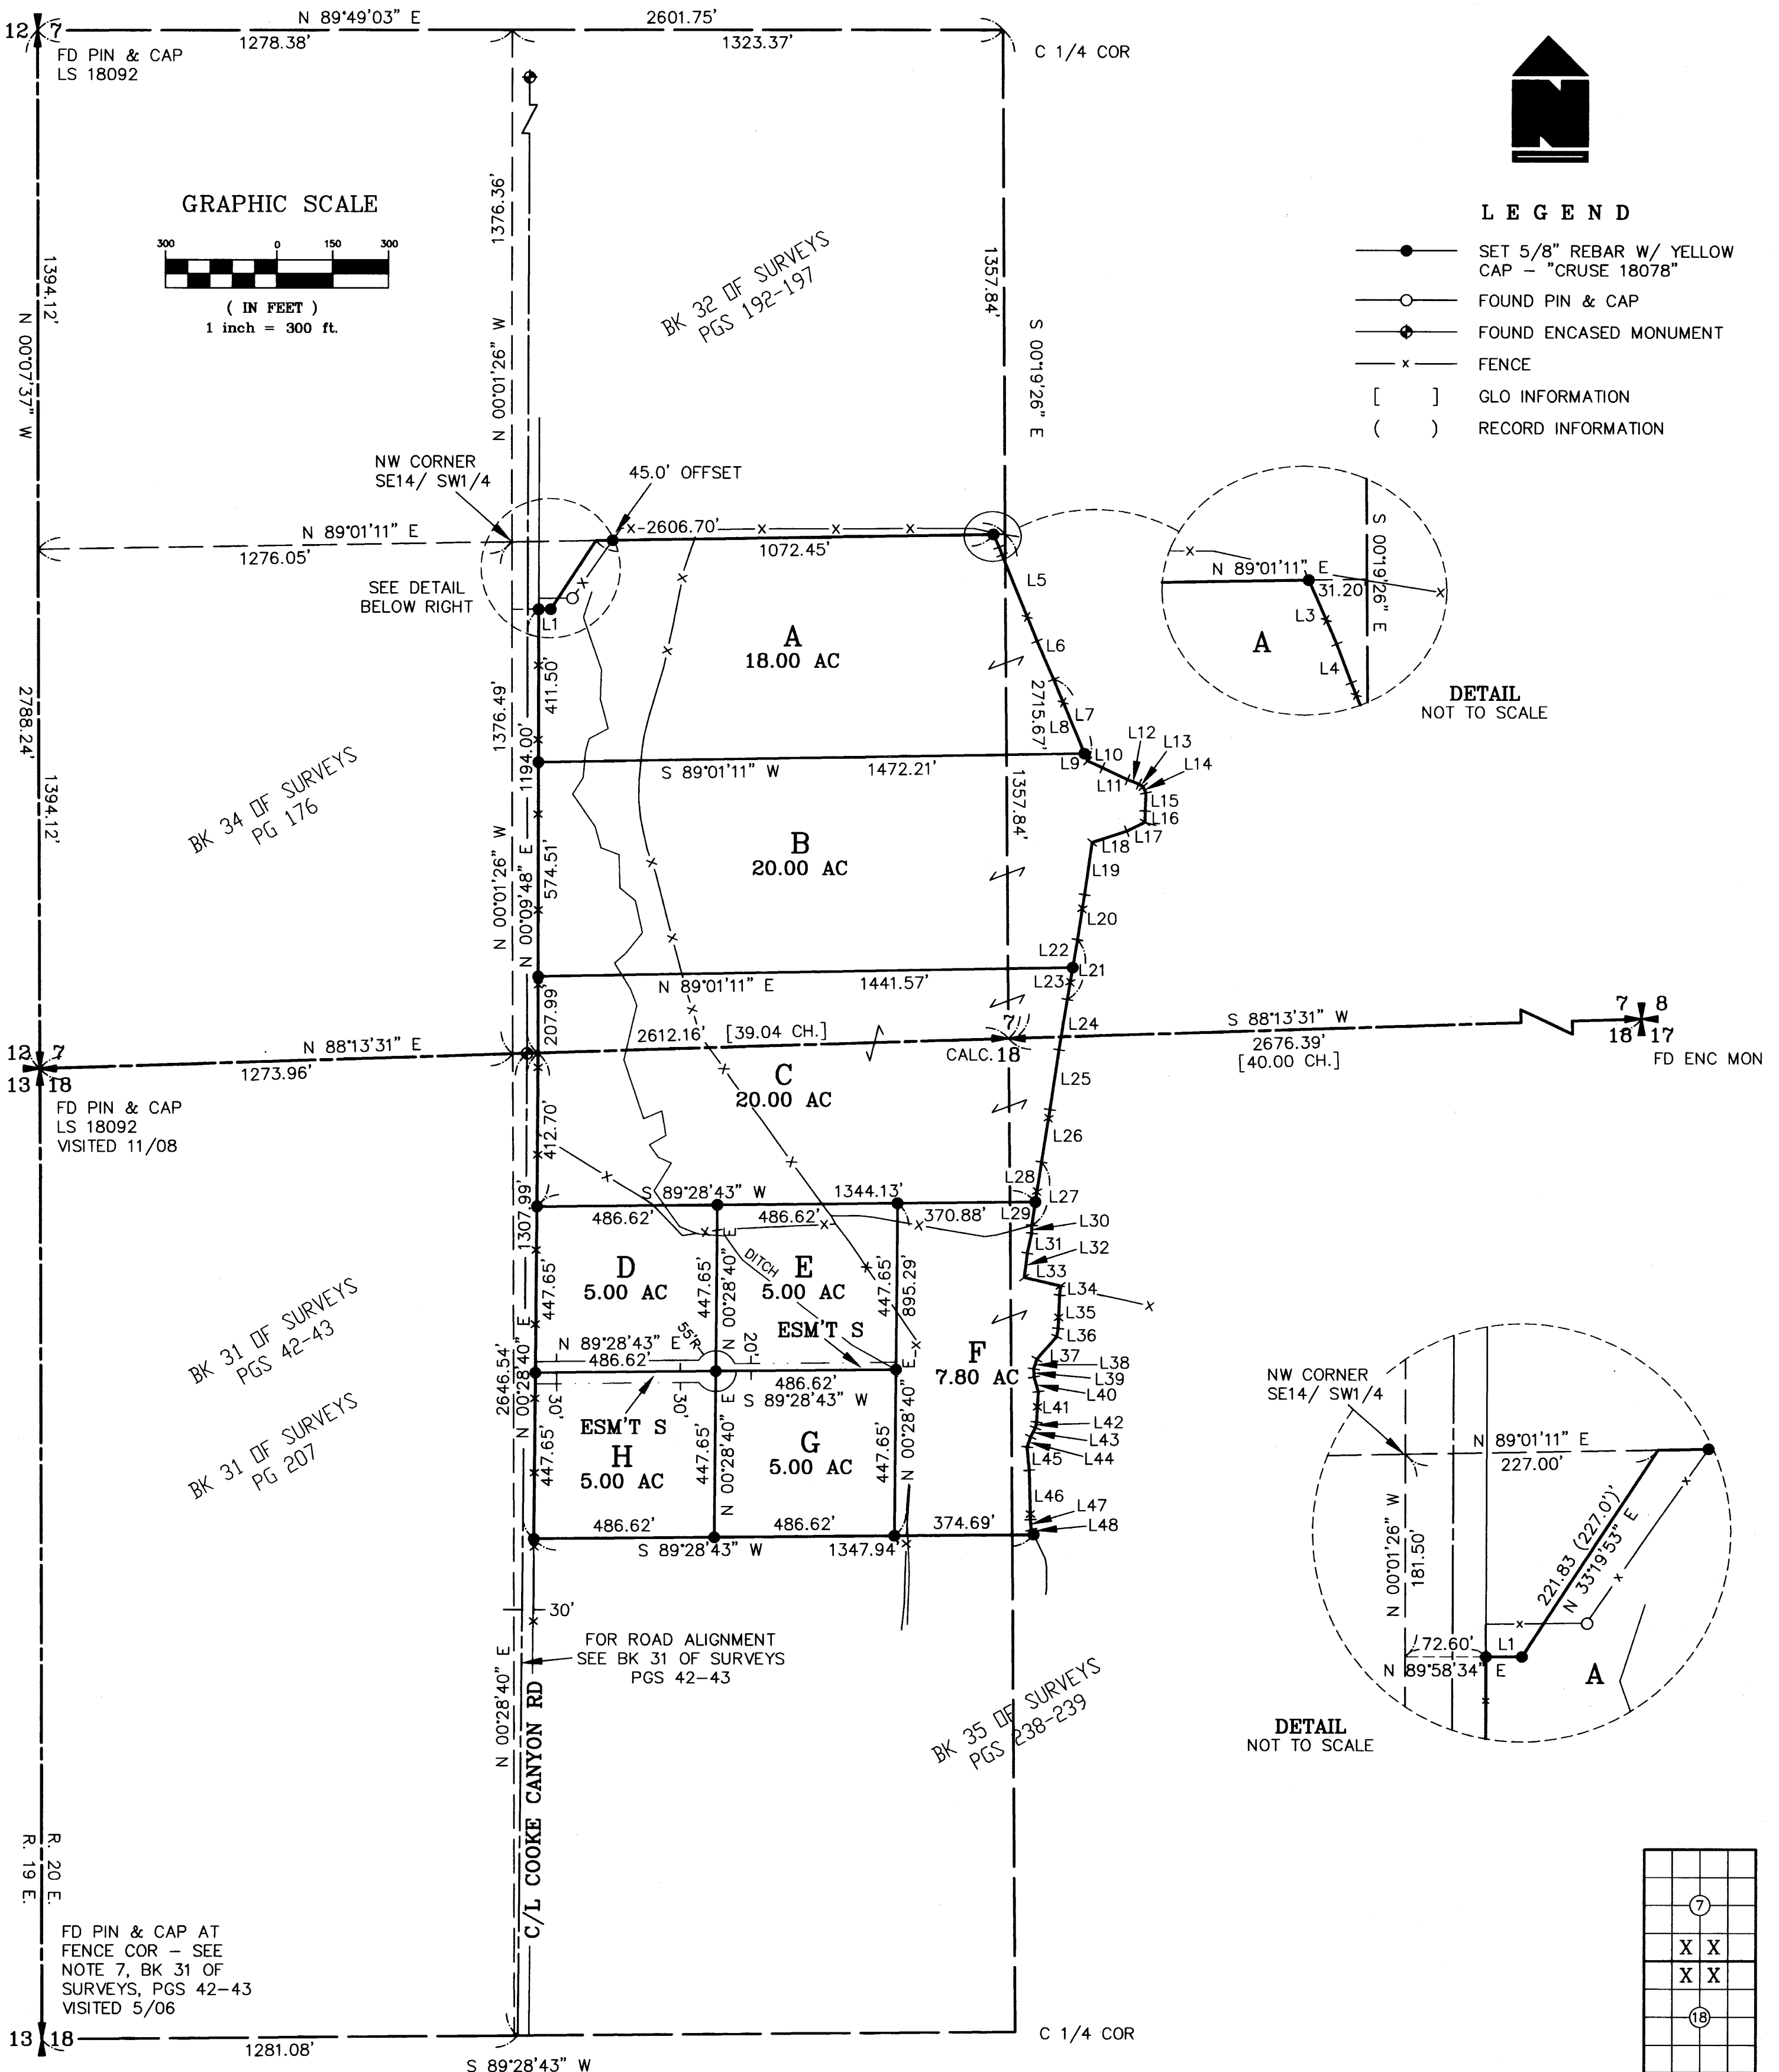 N 89°49'03" E
2601.75'
12 7
1278.38'
1323.37'
FD PIN & CAP
LS 18092
C 1/4 COR
N
GRAPHIC SCALE
300 0 150 300
( IN FEET )
1 inch = 300 ft.
L E G E N D
SET 5/8" REBAR W/ YELLOW
CAP - "CRUSE 18078"
FOUND PIN & CAP
FOUND ENCASED MONUMENT
x FENCE
[ ] GLO INFORMATION
( ) RECORD INFORMATION
1394.12'
N 00°07'37" W
2788.24'
1394.12'
1376.36'
N 00°01'26" W
1357.84'
S 00°19'26" E
BK 32 OF SURVEYS
PGS 192-197
NW CORNER
SE14/ SW1/4
45.0' OFFSET
N 89°01'11" E
1276.05'
2606.70'
1072.45'
SEE DETAIL
BELOW RIGHT
L1
L5
L6
L7
L8
L9
L10
L11
L12
L13
L14
L15
L16
L17
L18
L19
L20
L21
L22
L23
L24
L25
L26
L27
L28
L29
L30
L31
L32
L33
L34
L35
L36
L37
L38
L39
L40
L41
L42
L43
L44
L45
L46
L47
L48
A
18.00 AC
411.50'
1376.49'
1194.00'
2715.67'
S 89°01'11" W
1472.21'
1357.84'
BK 34 OF SURVEYS
PG 176
B
20.00 AC
574.51'
N 00°01'26" W
N 00°09'48" E
N 89°01'11" E
1441.57'
207.99'
S 00°19'26" E
N 89°01'11" E
31.20'
L3
L4
A
DETAIL
NOT TO SCALE
12 7
13 18
N 88°13'31" E
1273.96'
2612.16' [39.04 CH.]
7
CALC. 18
S 88°13'31" W
2676.39'
[40.00 CH.]
7 8
18 17
FD ENC MON
FD PIN & CAP
LS 18092
VISITED 11/08
C
20.00 AC
412.70'
S 89°28'43" W
1344.13'
486.62'
486.62'
370.88'
1307.99'
D
5.00 AC
447.65'
447.65'
N 00°28'40" E
DITCH
E
5.00 AC
447.65'
895.29'
ESM'T S
BK 31 OF SURVEYS
PGS 42-43
N 89°28'43" E
486.62'
55'R
20'
30'
30'
486.62'
S 89°28'43" W
F
7.80 AC
N 00°28'40" E
2646.54'
N 00°28'40" E
BK 31 OF SURVEYS
PG 207
ESM'T S
H
5.00 AC
447.65'
447.65'
N 00°28'40" E
G
5.00 AC
447.65'
486.62'
486.62'
374.69'
S 89°28'43" W
1347.94'
30'
FOR ROAD ALIGNMENT
SEE BK 31 OF SURVEYS
PGS 42-43
N 00°28'40" E
C/L COOKE CANYON RD
BK 35 OF SURVEYS
PGS 238-239
NW CORNER
SE14/ SW1/4
N 89°01'11" E
227.00'
N 00°01'26" W
181.50'
221.83 (227.0')'
N 33°19'53" E
72.60'
L1
N 89°58'34" E
A
DETAIL
NOT TO SCALE
R. 20 E.
R. 19 E.
FD PIN & CAP AT
FENCE COR - SEE
NOTE 7, BK 31 OF
SURVEYS, PGS 42-43
VISITED 5/06
13 18
1281.08'
S 89°28'43" W
C 1/4 COR
7
X X
X X
18